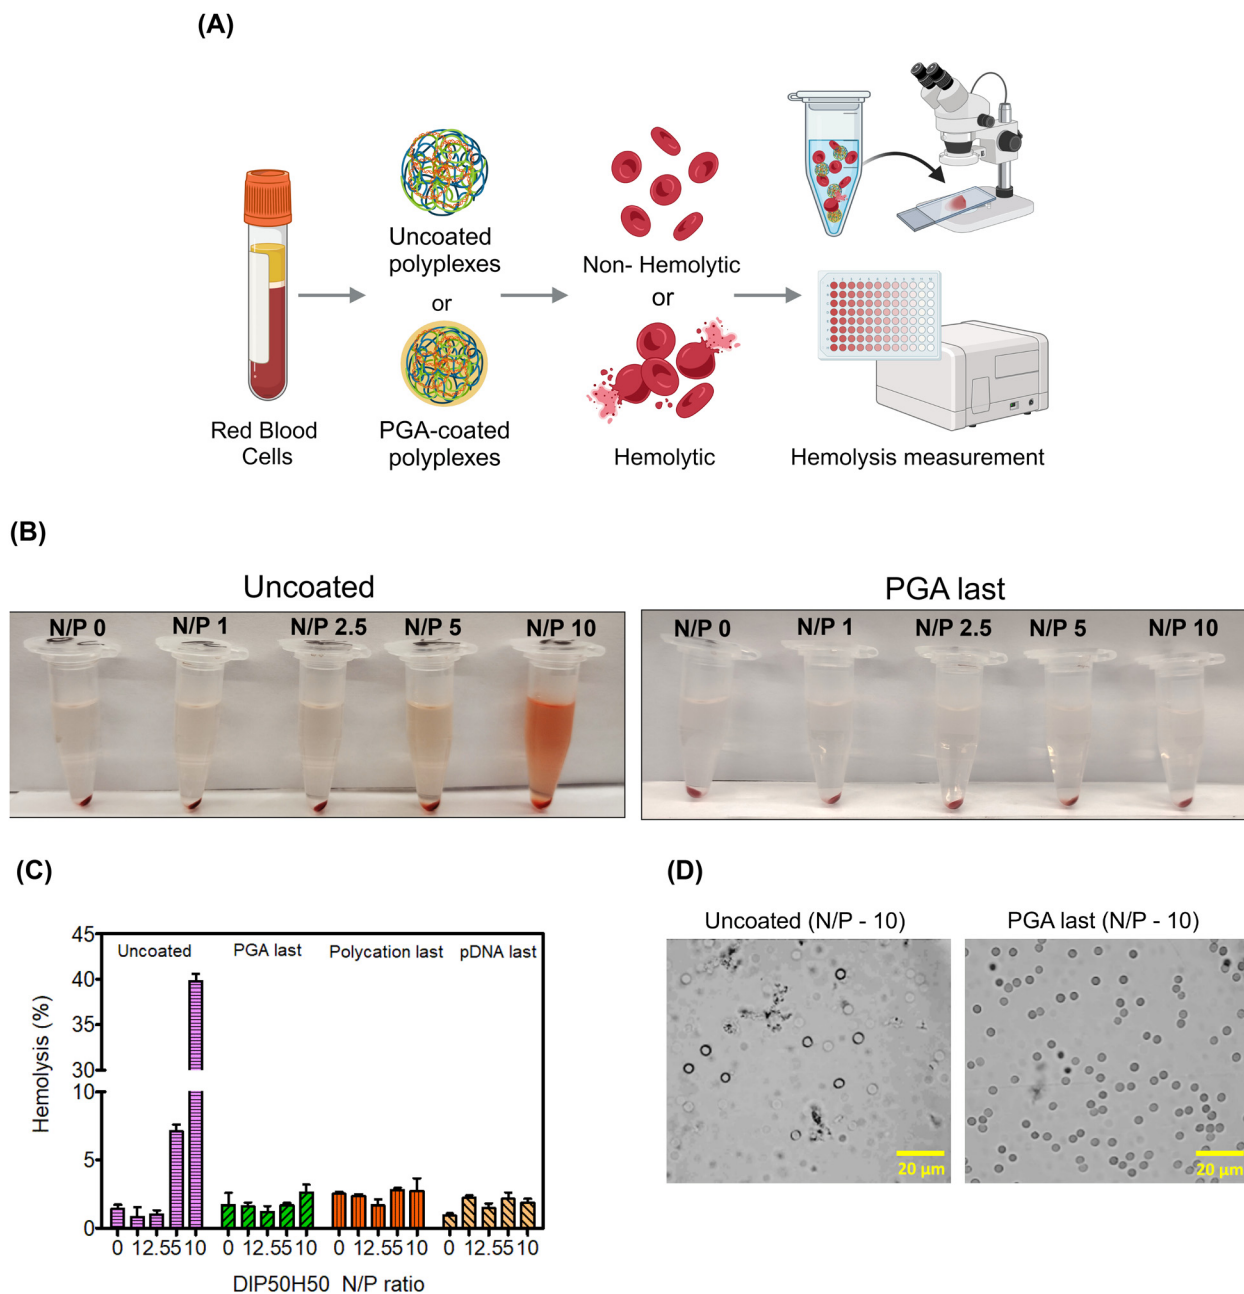 (A)
Uncoated
polyplexes
or
PGA-coated
polyplexes
Red Blood
Cells
Non- Hemolytic
or
Hemolytic
Hemolysis measurement
(B)
Uncoated
N/P 0 N/P 1 N/P 2.5 N/P 5 N/P 10
PGA last
N/P 0 N/P 1 N/P 2.5 N/P 5 N/P 10
(C)
Hemolysis (%)
45
40
35
30
10
5
0
Uncoated PGA last Polycation last pDNA last
0 12.55 10 0 12.55 10 0 12.55 10 0 12.55 10
DIP50H50 N/P ratio
(D)
Uncoated (N/P - 10)
20 µm
PGA last (N/P - 10)
20 µm